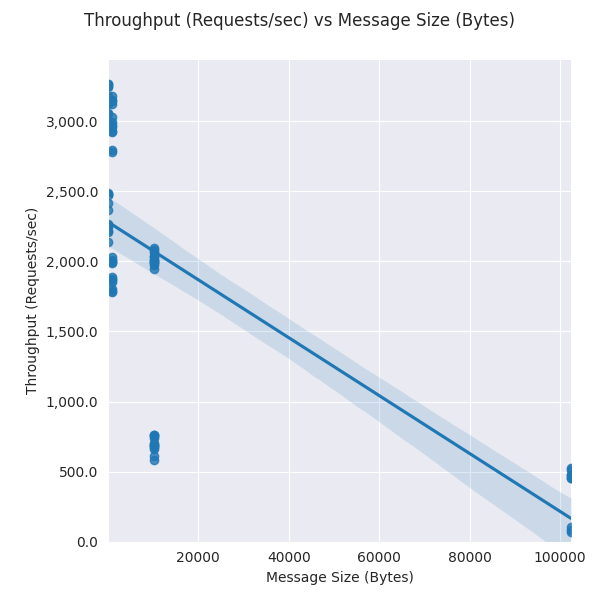 Throughput (Requests/sec) vs Message Size (Bytes)
Throughput (Requests/sec)
3,000.0
2,500.0
2,000.0
1,500.0
1,000.0
500.0
0.0
20000 40000 60000 80000 100000
Message Size (Bytes)